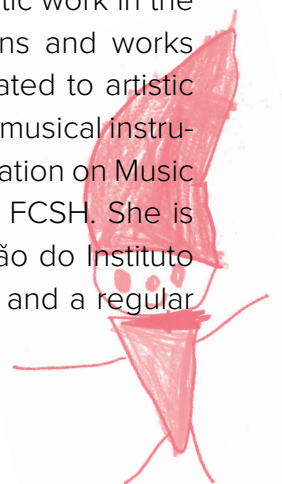 tic work in the
ns and works
ated to artistic
musical instru-
ation on Music
FCSH. She is
ão do Instituto
and a regular